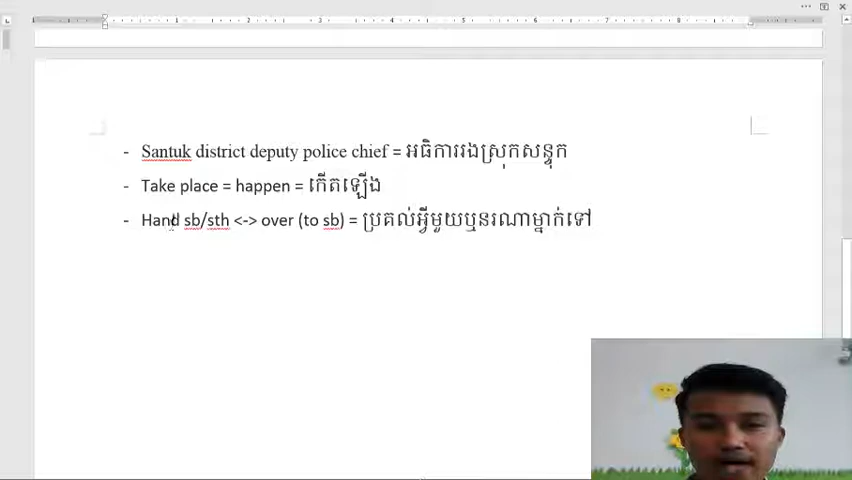 - Santuk district deputy police chief = អធិការរងស្រុកសន្ទុក
- Take place = happen = កើតឡើង
- Hand sb/sth <-> over (to sb) = ប្រគល់អ្វីមួយឬនរណាម្នាក់ទៅ